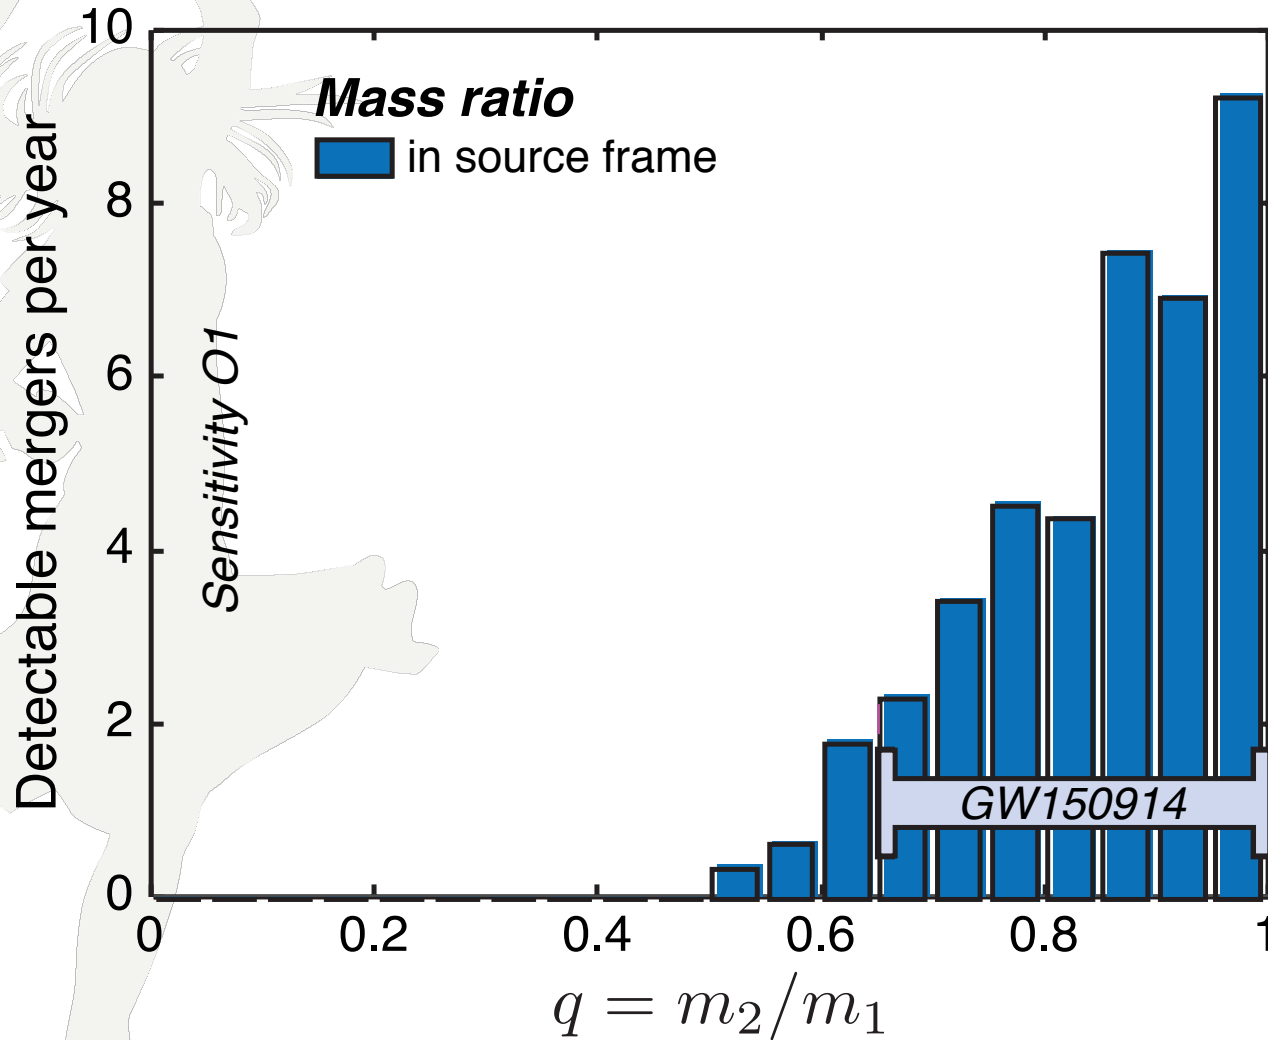 10
8
6
4
2
0
Detectable mergers per year
Mass ratio
in source frame
Sensitivity O1
GW150914
0 0.2 0.4 0.6 0.8 1
q = m₂/m₁